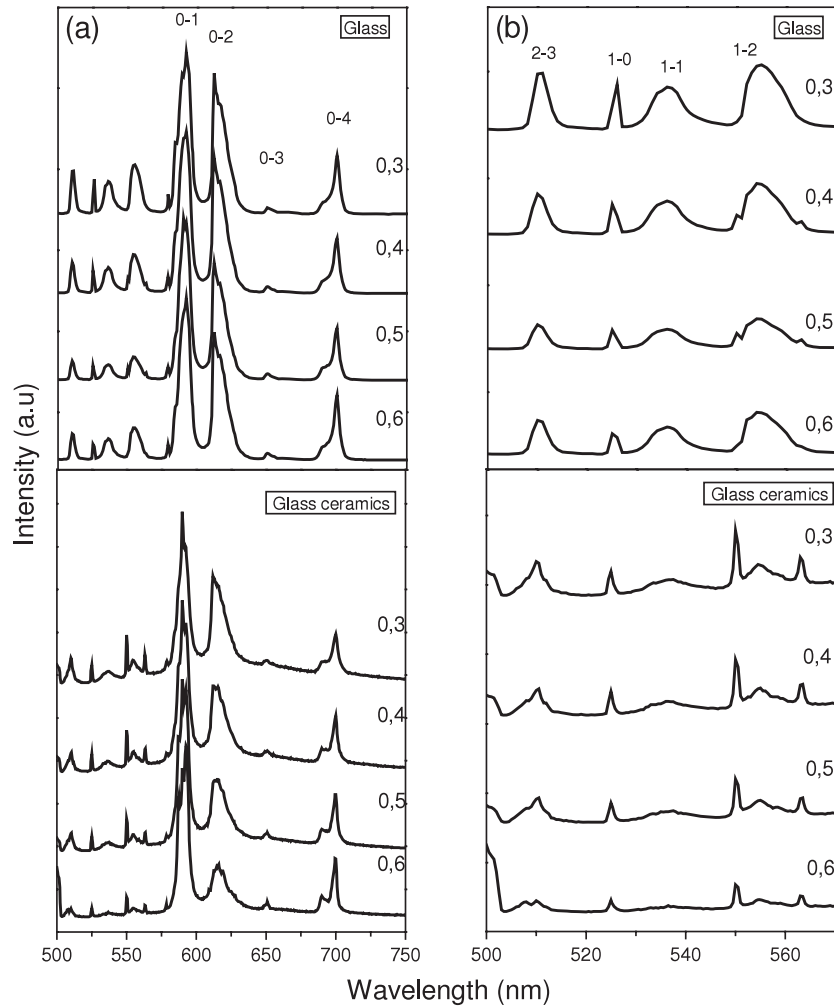 (a)
0-1
0-2
Glass
0-3
0-4
0,3
0,4
0,5
0,6
Glass ceramics
0,3
0,4
0,5
0,6
500 550 600 650 700 750
(b)
Glass
2-3
1-0
1-1
1-2
0,3
0,4
0,5
0,6
Glass ceramics
0,3
0,4
0,5
0,6
500 520 540 560
Intensity (a.u)
Wavelength (nm)